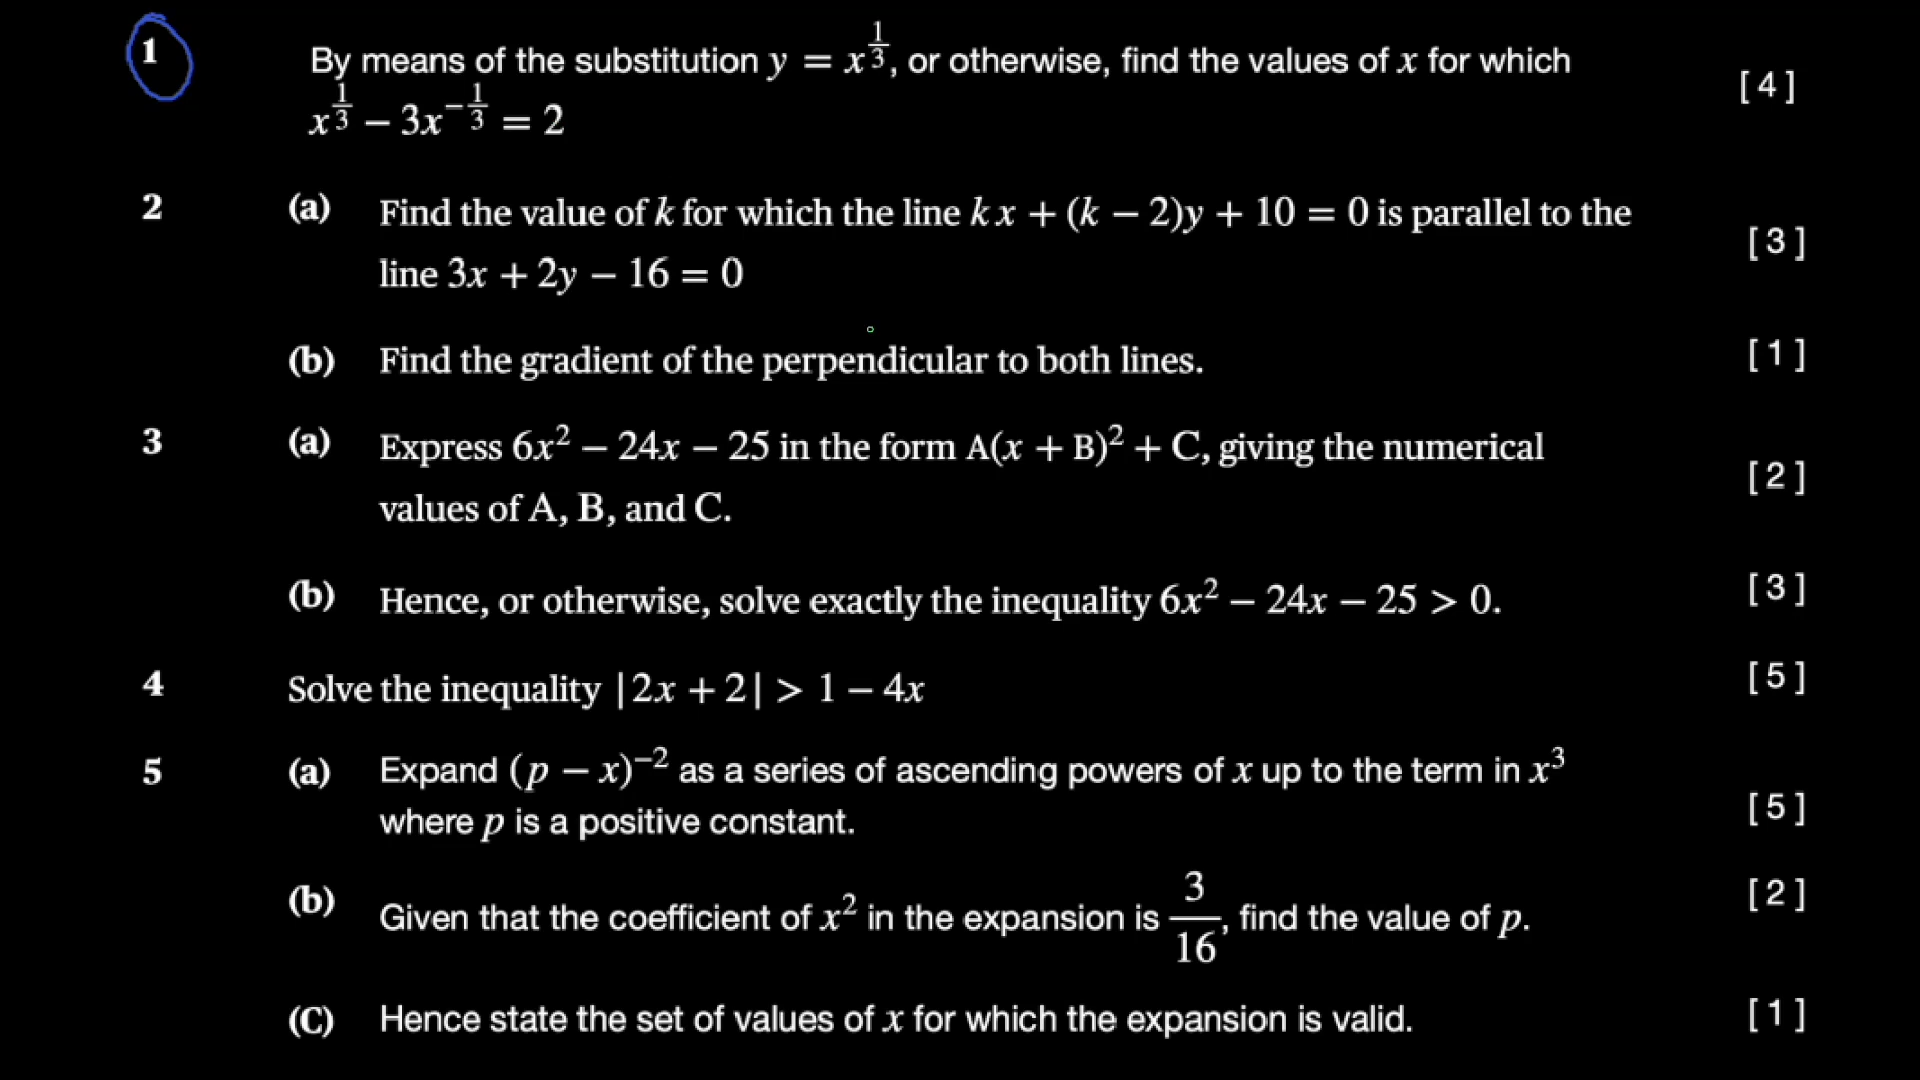 1 By means of the substitution y = x^{1/3}, or otherwise, find the values of x for which [4]
x^{1/3} − 3x^{−1/3} = 2
2 (a) Find the value of k for which the line kx + (k − 2)y + 10 = 0 is parallel to the [3]
line 3x + 2y − 16 = 0
(b) Find the gradient of the perpendicular to both lines. [1]
3 (a) Express 6x² − 24x − 25 in the form A(x + B)² + C, giving the numerical [2]
values of A, B, and C.
(b) Hence, or otherwise, solve exactly the inequality 6x² − 24x − 25 > 0. [3]
4 Solve the inequality |2x + 2| > 1 − 4x [5]
5 (a) Expand (p − x)⁻² as a series of ascending powers of x up to the term in x³ [5]
where p is a positive constant.
(b) Given that the coefficient of x² in the expansion is 3/16, find the value of p. [2]
(C) Hence state the set of values of x for which the expansion is valid. [1]